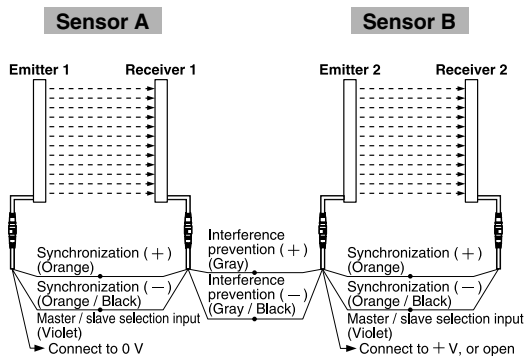 Sensor A
Sensor B
Emitter 1
Receiver 1
Emitter 2
Receiver 2
Synchronization (+)
(Orange)
Synchronization (−)
(Orange / Black)
Master / slave selection input
(Violet)
Connect to 0 V
Interference
prevention (+)
(Gray)
Interference
prevention (−)
(Gray / Black)
Synchronization (+)
(Orange)
Synchronization (−)
(Orange / Black)
Master / slave selection input
(Violet)
Connect to + V, or open